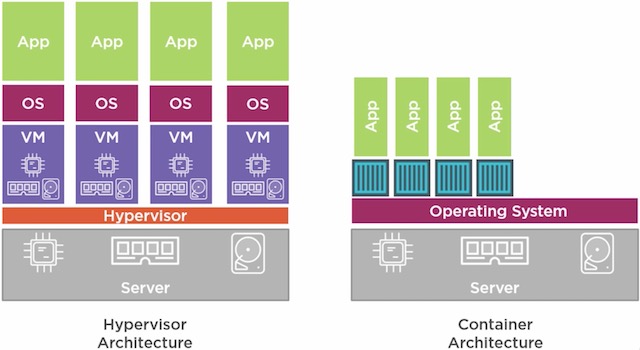 App App App App
OS OS OS OS
VM VM VM VM
Hypervisor
Server
Hypervisor
Architecture
App App App App
Operating System
Server
Container
Architecture